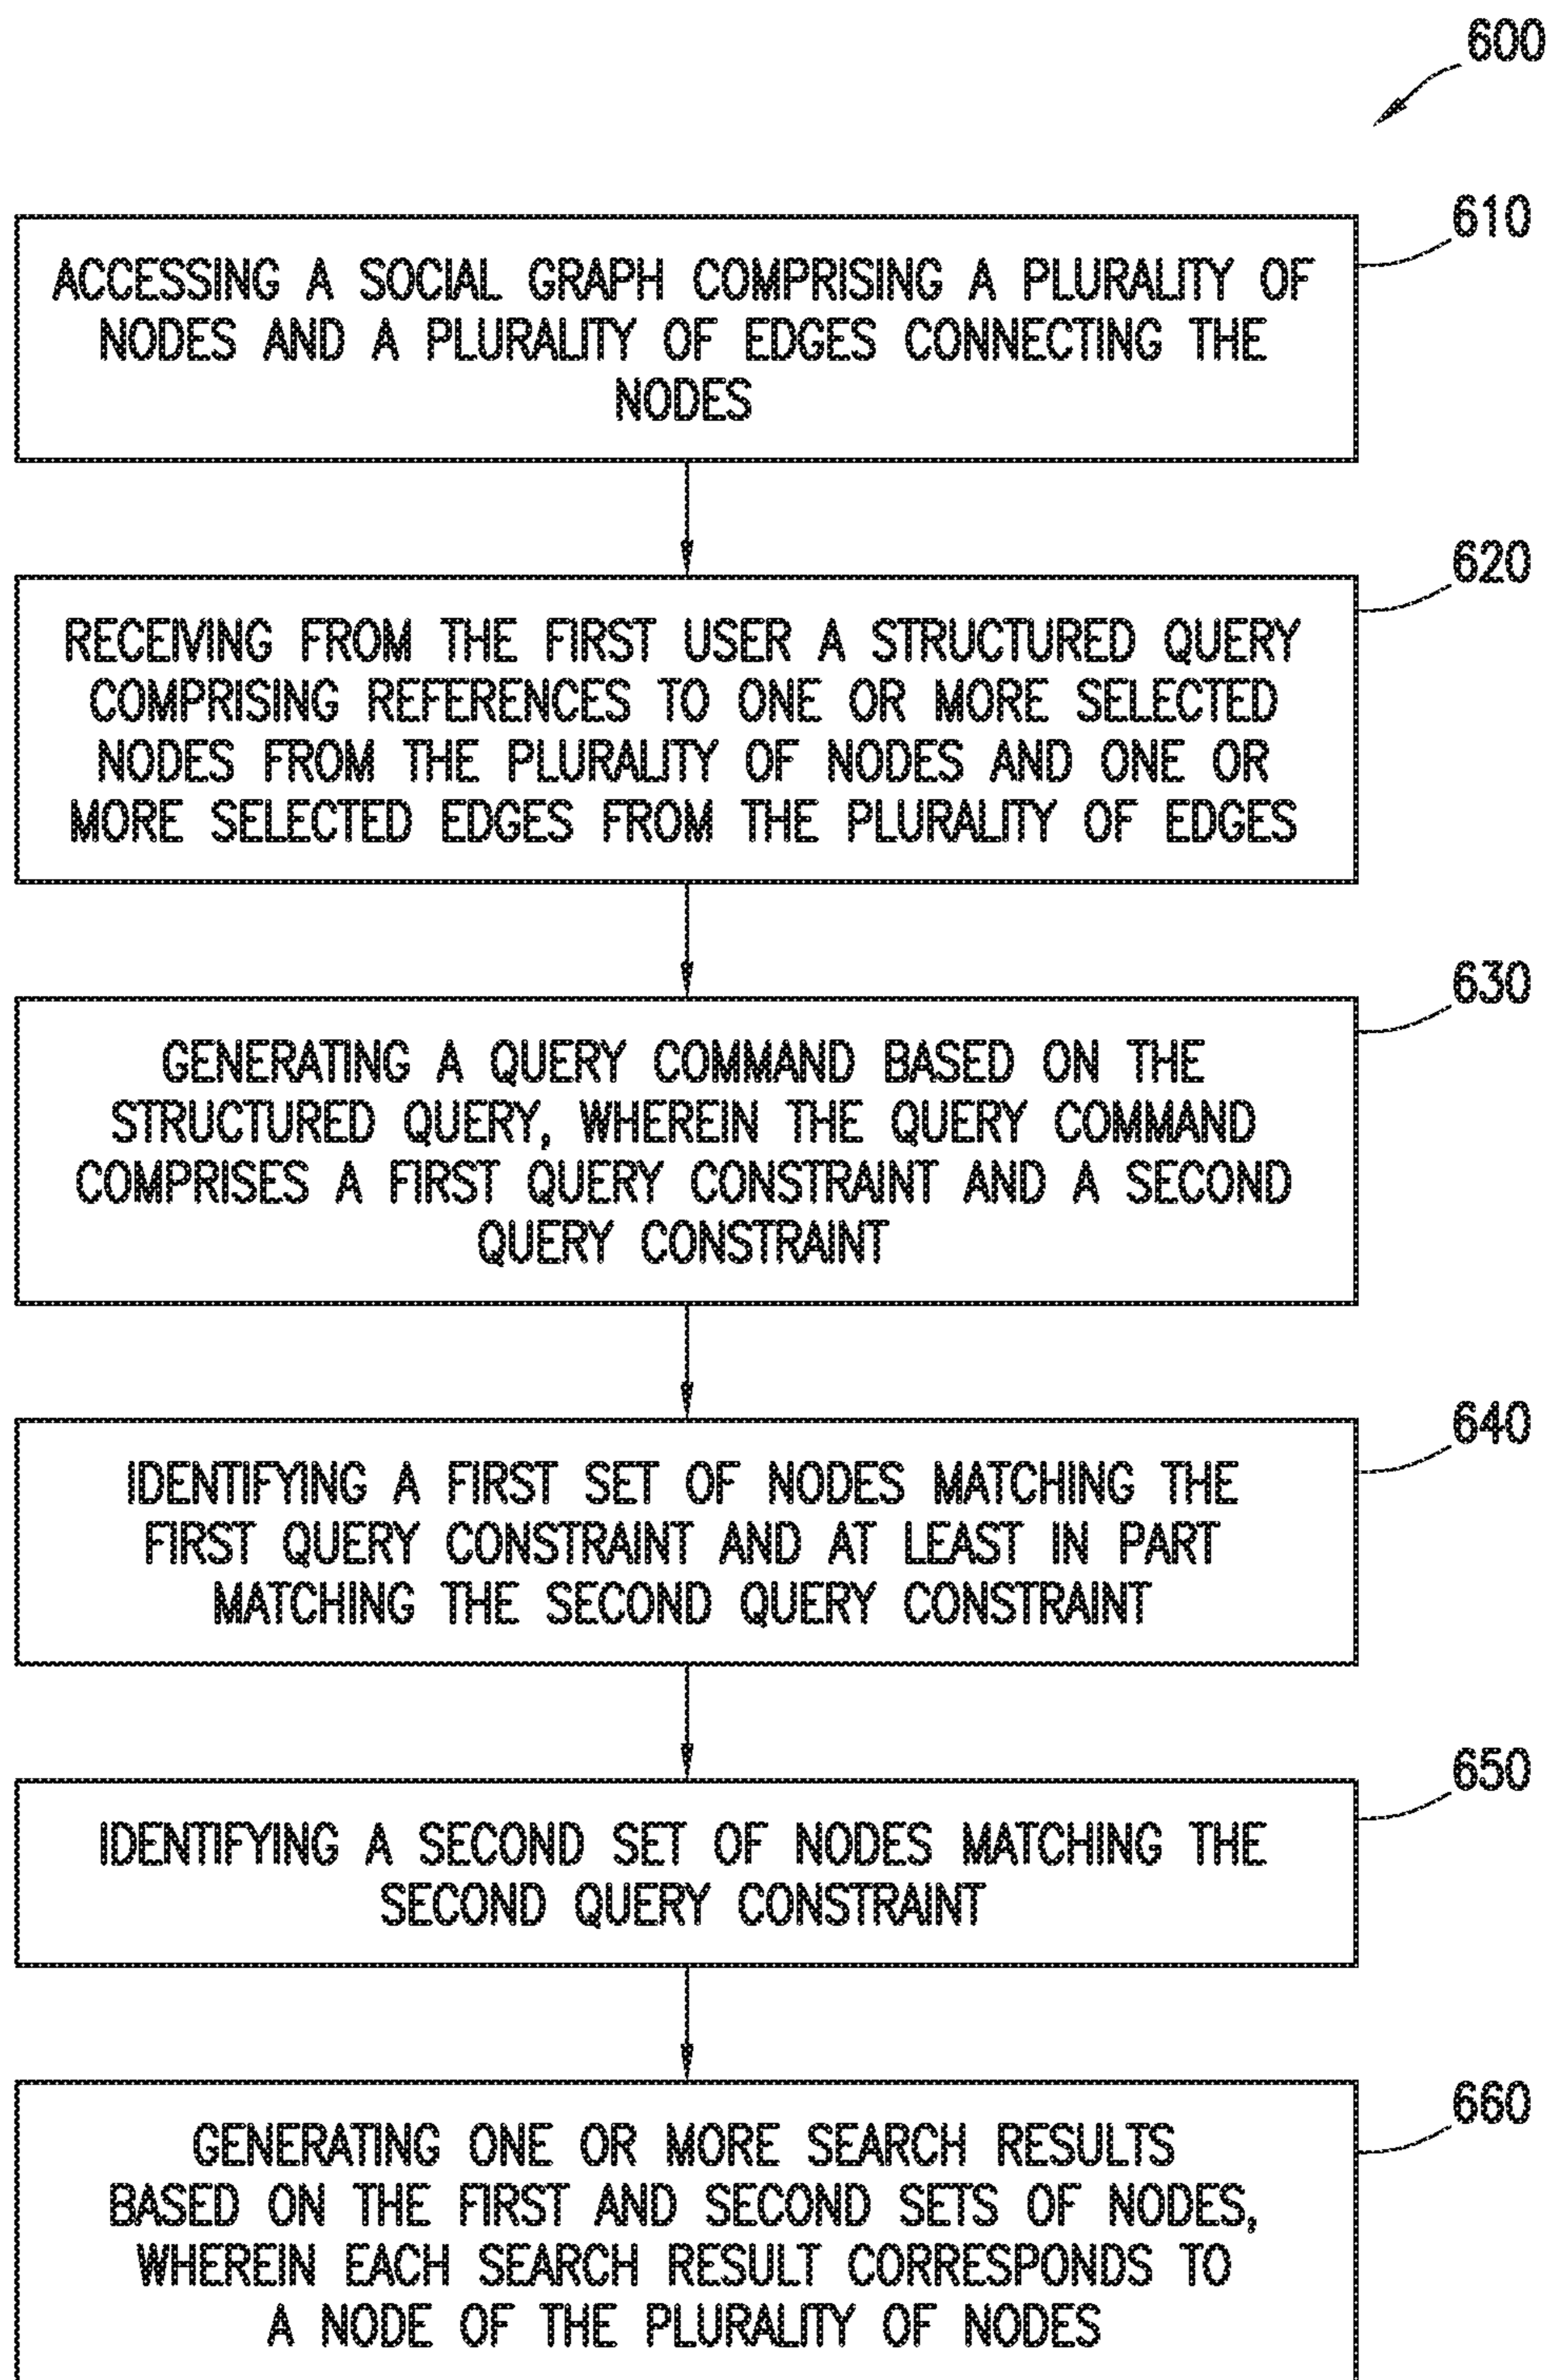 600
610
ACCESSING A SOCIAL GRAPH COMPRISING A PLURALITY OF
NODES AND A PLURALITY OF EDGES CONNECTING THE
NODES
620
RECEIVING FROM THE FIRST USER A STRUCTURED QUERY
COMPRISING REFERENCES TO ONE OR MORE SELECTED
NODES FROM THE PLURALITY OF NODES AND ONE OR
MORE SELECTED EDGES FROM THE PLURALITY OF EDGES
630
GENERATING A QUERY COMMAND BASED ON THE
STRUCTURED QUERY, WHEREIN THE QUERY COMMAND
COMPRISES A FIRST QUERY CONSTRAINT AND A SECOND
QUERY CONSTRAINT
640
IDENTIFYING A FIRST SET OF NODES MATCHING THE
FIRST QUERY CONSTRAINT AND AT LEAST IN PART
MATCHING THE SECOND QUERY CONSTRAINT
650
IDENTIFYING A SECOND SET OF NODES MATCHING THE
SECOND QUERY CONSTRAINT
660
GENERATING ONE OR MORE SEARCH RESULTS
BASED ON THE FIRST AND SECOND SETS OF NODES,
WHEREIN EACH SEARCH RESULT CORRESPONDS TO
A NODE OF THE PLURALITY OF NODES